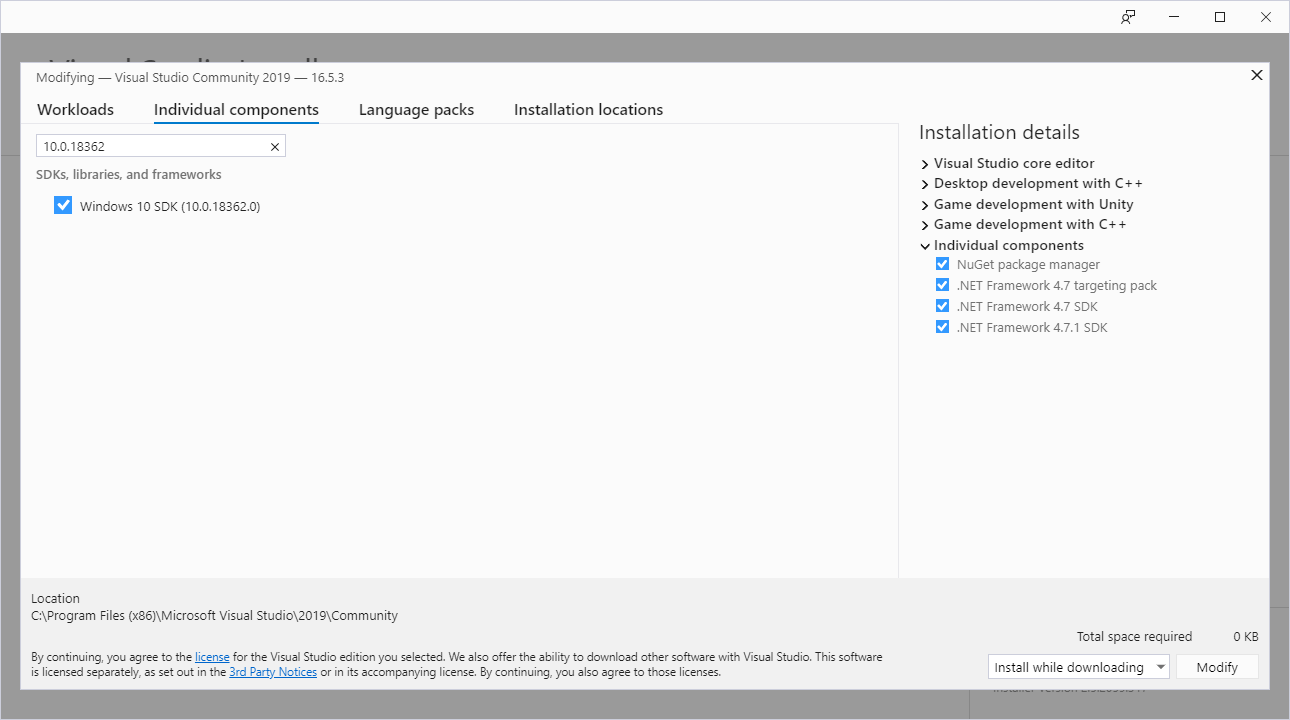 Modifying — Visual Studio Community 2019 — 16.5.3
Workloads
Individual components
Language packs
Installation locations
10.0.18362
SDKs, libraries, and frameworks
Windows 10 SDK (10.0.18362.0)
Installation details
Visual Studio core editor
Desktop development with C++
Game development with Unity
Game development with C++
Individual components
NuGet package manager
.NET Framework 4.7 targeting pack
.NET Framework 4.7 SDK
.NET Framework 4.7.1 SDK
Location
C:\Program Files (x86)\Microsoft Visual Studio\2019\Community
Total space required 0 KB
By continuing, you agree to the license for the Visual Studio edition you selected. We also offer the ability to download other software with Visual Studio. This software
is licensed separately, as set out in the 3rd Party Notices or in its accompanying license. By continuing, you also agree to those licenses.
Install while downloading
Modify